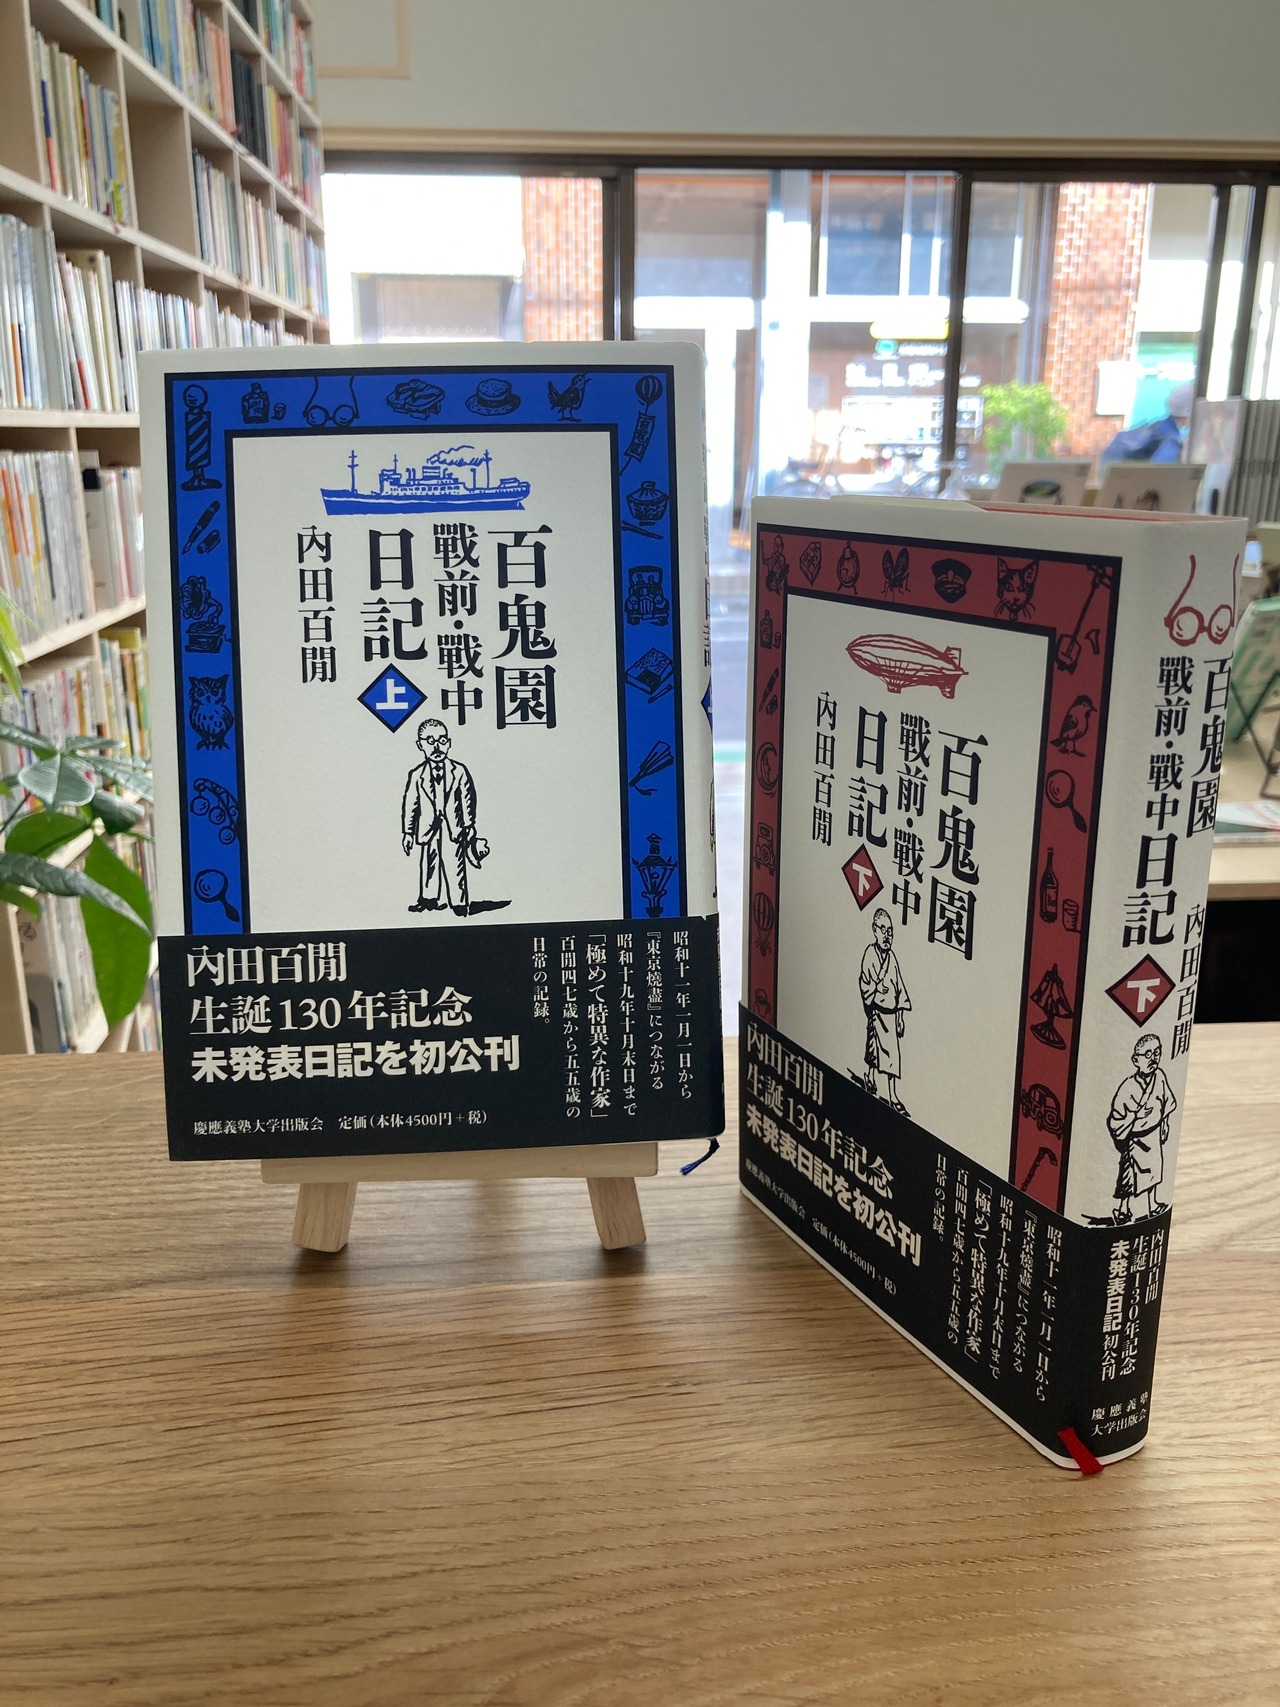 百鬼園
戰前・戰中
日記
上
內田百閒
內田百閒
生誕130年記念
未発表日記を初公刊
慶應義塾大学出版会 定価(本体4500円+税)
昭和十一年一月一日から
『東京燒盡』につながる
昭和十九年十月末日まで
「極めて特異な作家」
百閒四七歳から五五歳の
日常の記録。
百鬼園
戰前・戰中
日記
下
內田百閒
內田百閒
生誕130年記念
未発表日記を初公刊
慶應義塾大学出版会 定価(本体4500円+税)
昭和十一年一月一日から
『東京燒盡』につながる
昭和十九年十月末日まで
「極めて特異な作家」
百閒四七歳から五五歳の
日常の記録。
百鬼園
戰前・戰中
日記
下
內田百閒
內田百閒
生誕130年記念
未発表日記初公刊
慶應義塾
大学出版会